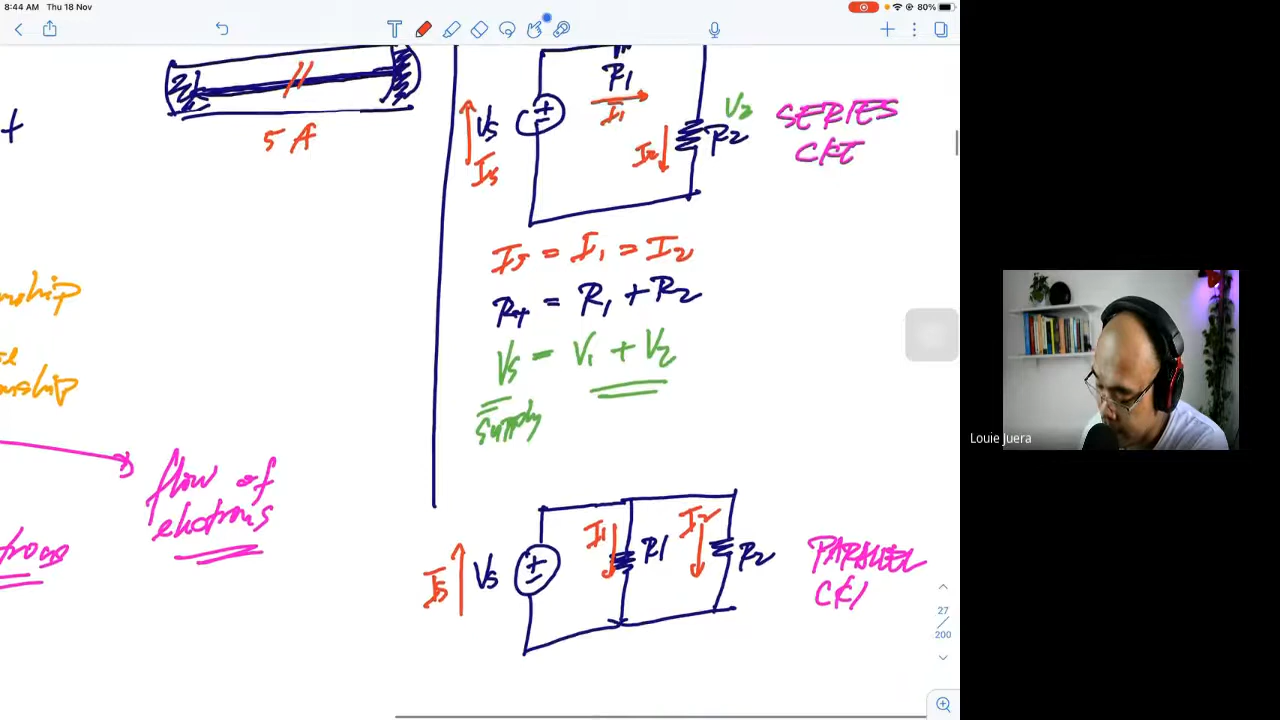 8:44 AM Thu 18 Nov
80%
T
5 A
R1
I1
Vs
Is
I2
V2
R2
SERIES
CKT
Is = I1 = I2
RT = R1 + R2
Vs = V1 + V2
Supply
flow of
electrons
Is
Vs
I1
R1
I2
R2
PARALLEL
CKT
27
/
200
Louie Juera